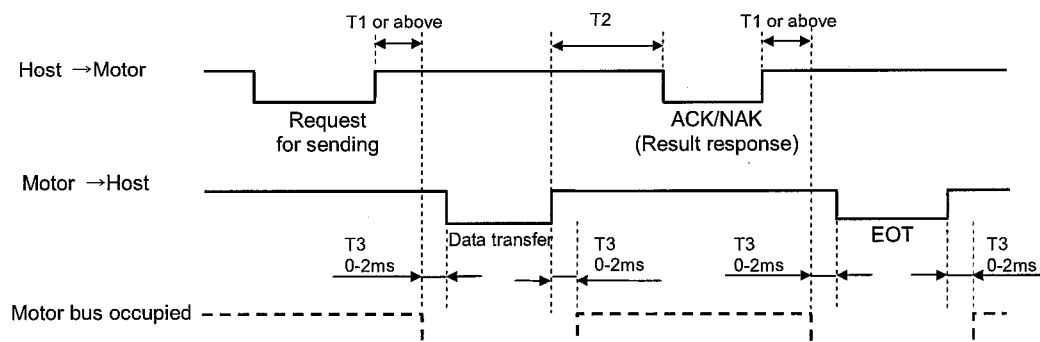 T1 or above
T2
T1 or above
Host →Motor
Request
for sending
ACK/NAK
(Result response)
Motor →Host
Data transfer
EOT
T3
0-2ms
T3
0-2ms
T3
0-2ms
T3
0-2ms
Motor bus occupied